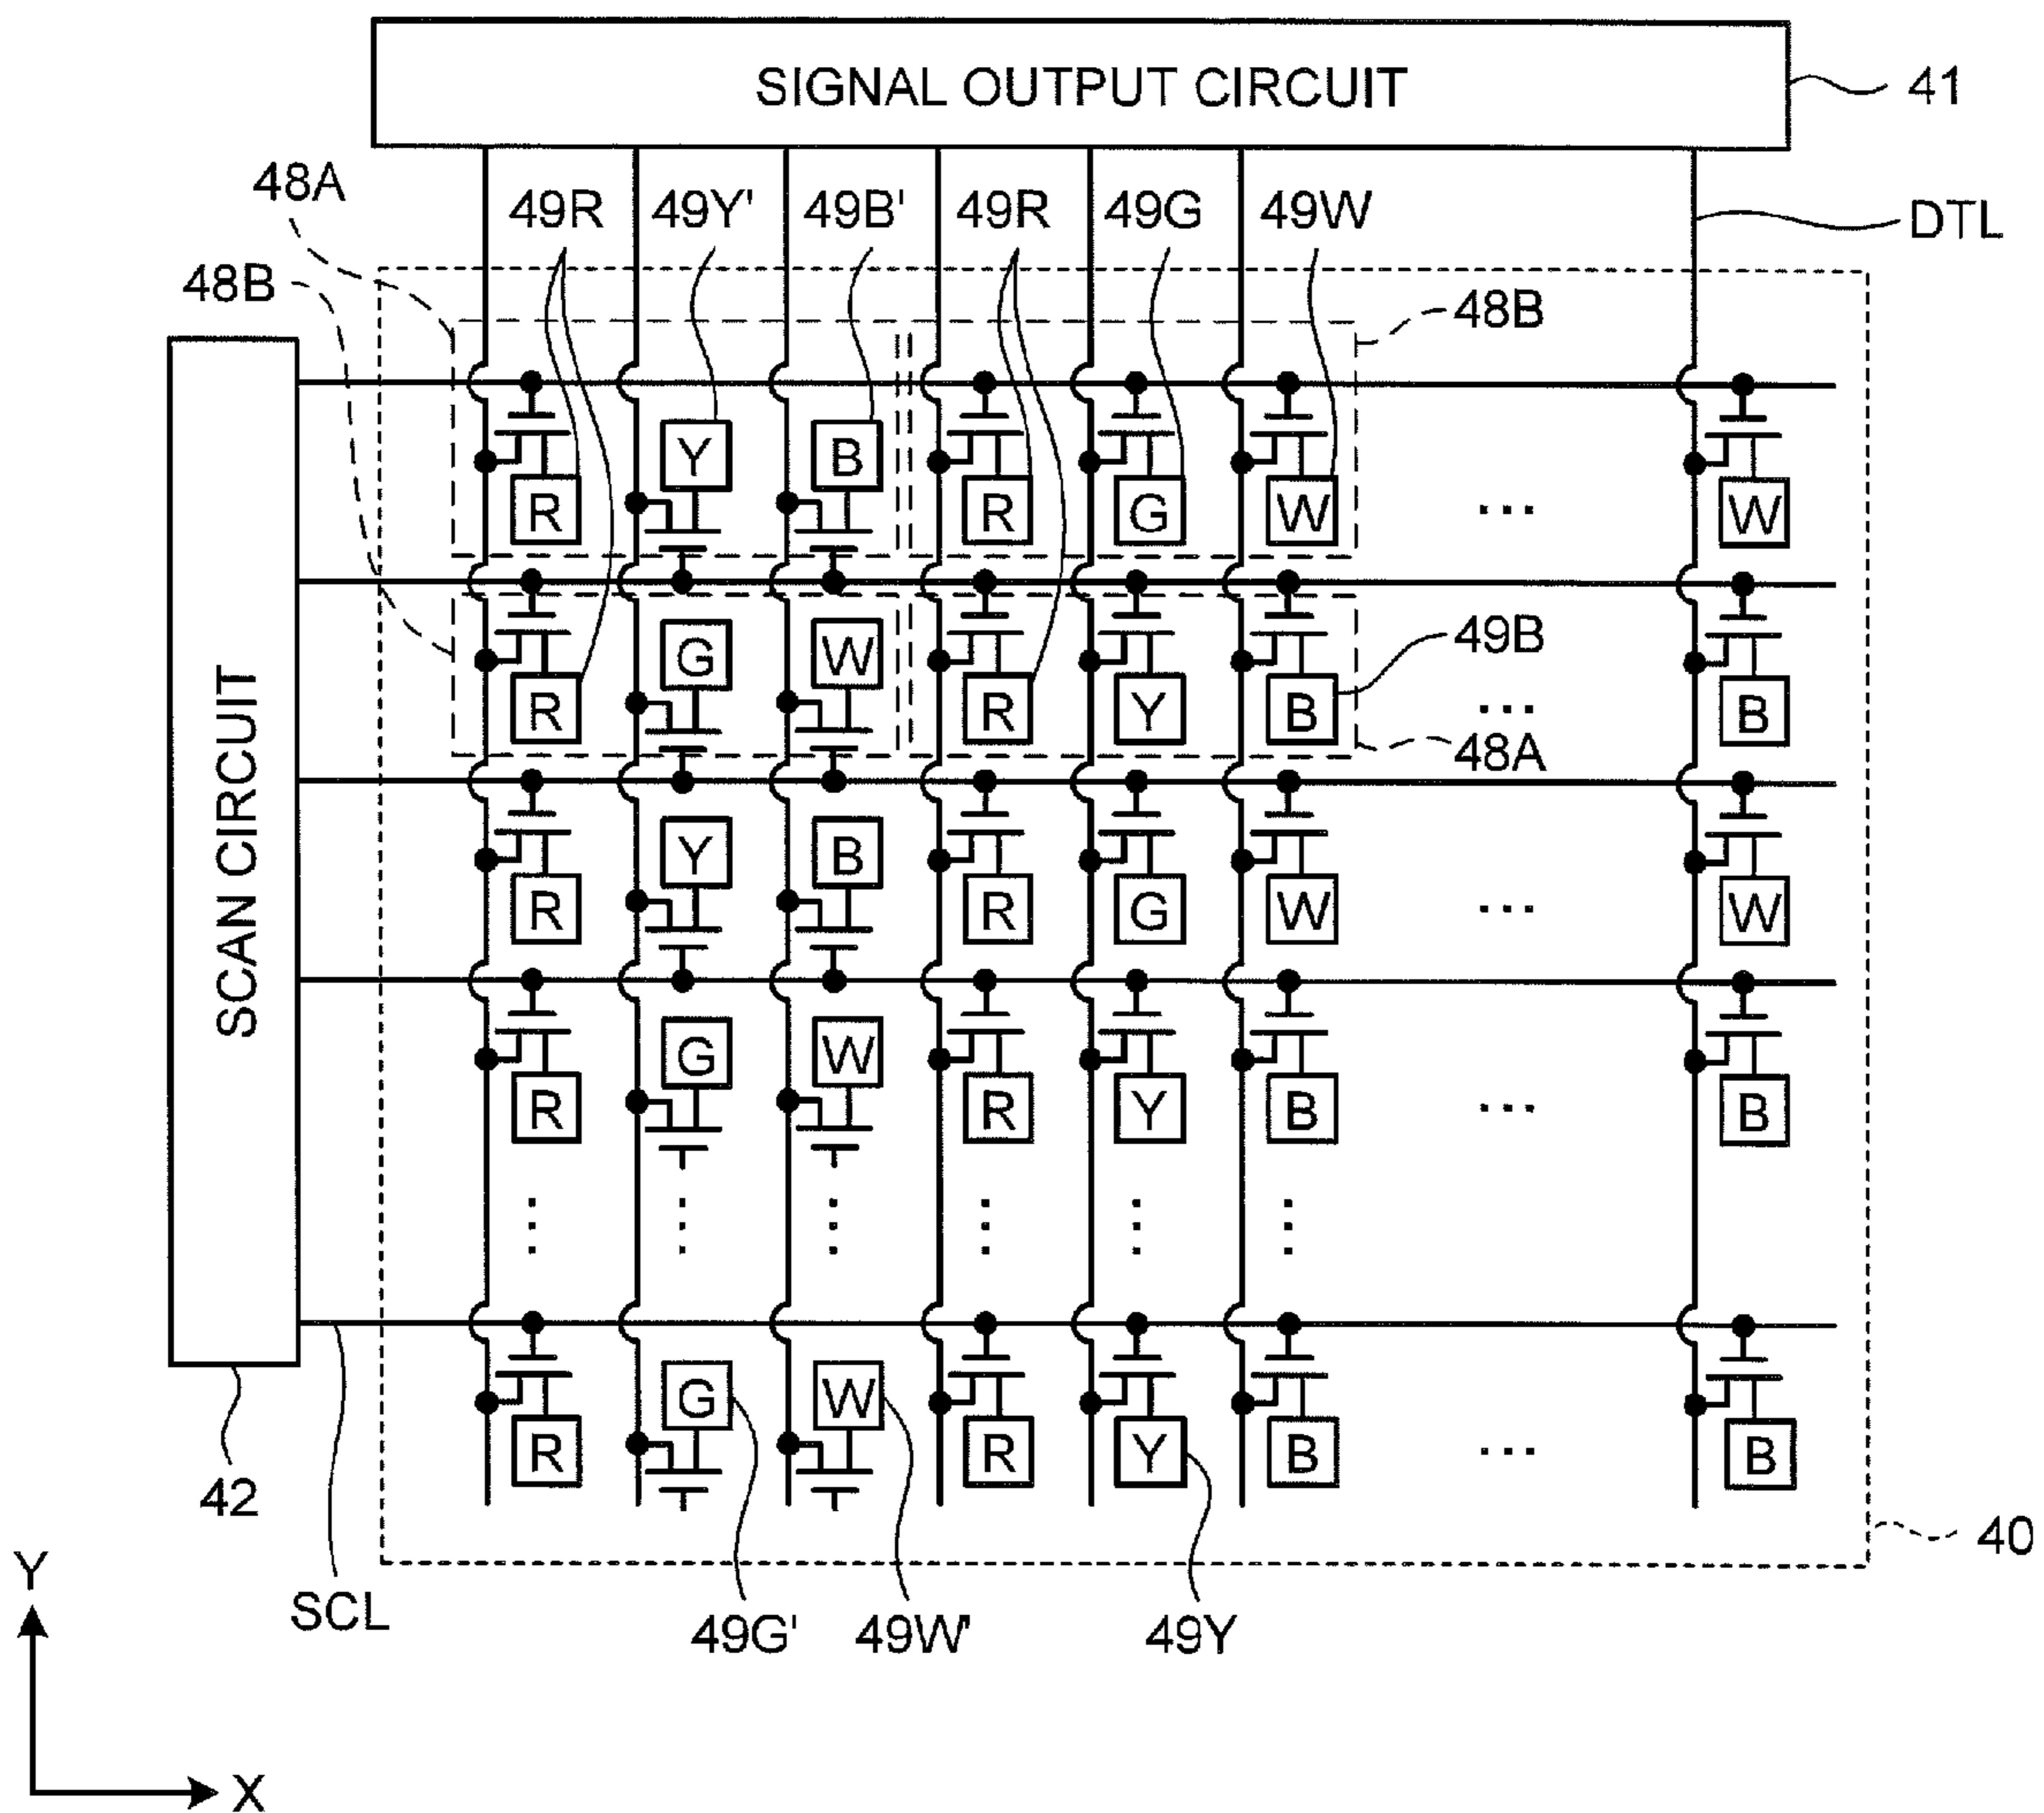 SIGNAL OUTPUT CIRCUIT
41
48A
49R 49Y' 49B' 49R 49G 49W
DTL
48B
48B
Y B
R R G W ... W
G W
49B
R R Y B ... B
48A
SCAN CIRCUIT
Y B
R R G W ... W
G W
R R Y B ... B
G W
R R Y B ... B
42
40
Y
SCL
49G' 49W' 49Y
X